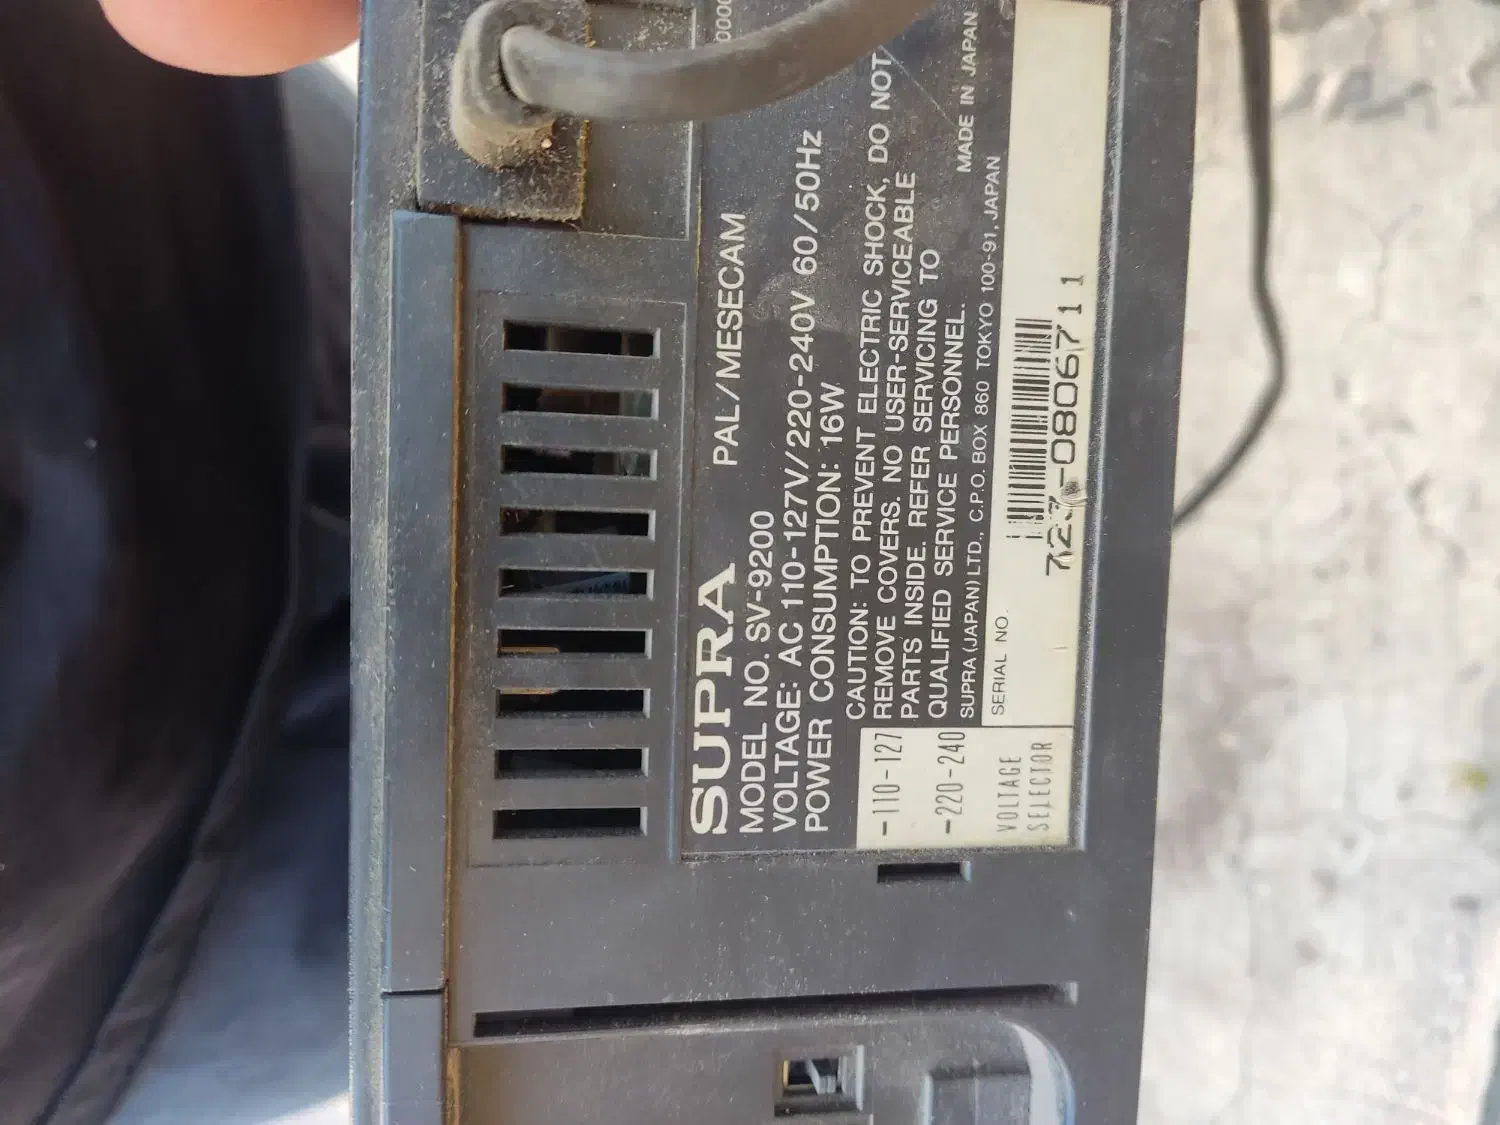 SUPRA PAL/MESECAM
MODEL NO. SV-9200
VOLTAGE: AC 110-127V/220-240V 60/50Hz
POWER CONSUMPTION: 16W
CAUTION: TO PREVENT ELECTRIC SHOCK, DO NOT
REMOVE COVERS. NO USER-SERVICEABLE
PARTS INSIDE. REFER SERVICING TO
QUALIFIED SERVICE PERSONNEL.
MADE IN JAPAN
SUPRA (JAPAN) LTD., C.P.O. BOX 860 TOKYO 100-91, JAPAN
SERIAL NO.
723-0806711
-110-127
-220-240
VOLTAGE
SELECTOR